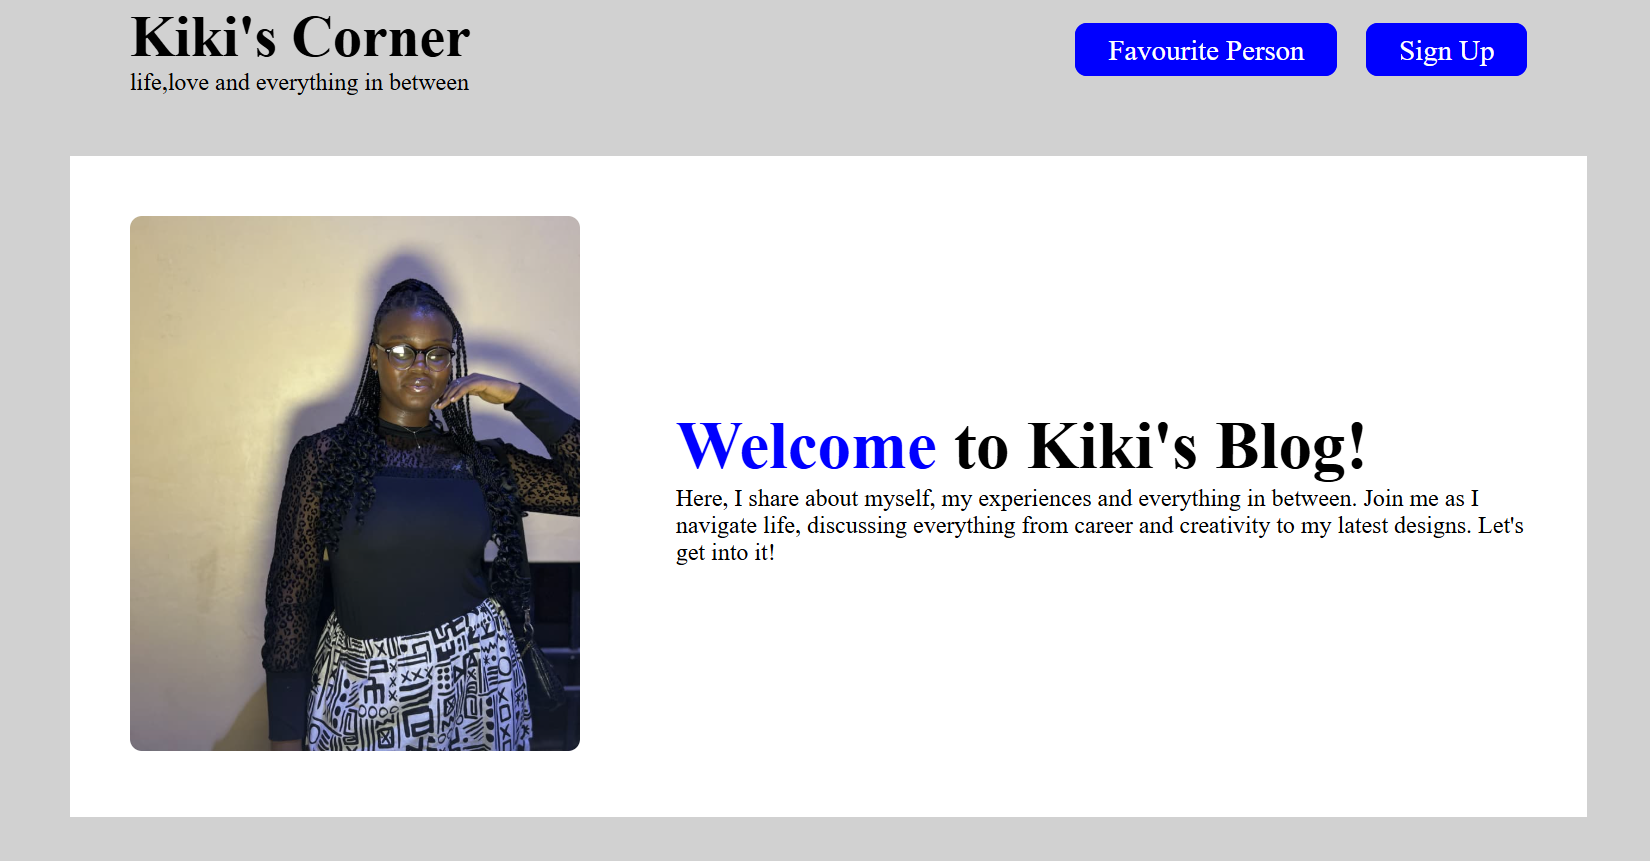 Kiki's Corner
life,love and everything in between
Favourite Person
Sign Up
Welcome to Kiki's Blog!
Here, I share about myself, my experiences and everything in between. Join me as I
navigate life, discussing everything from career and creativity to my latest designs. Let's
get into it!